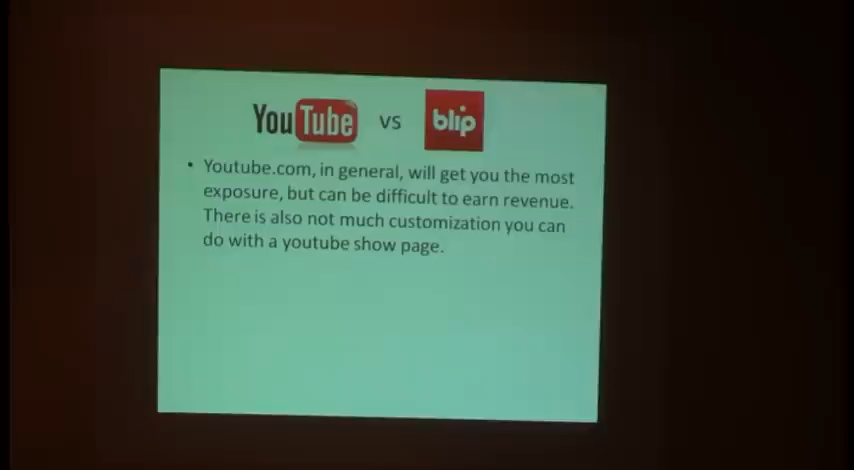 YouTube vs blip
• Youtube.com, in general, will get you the most
exposure, but can be difficult to earn revenue.
There is also not much customization you can
do with a youtube show page.